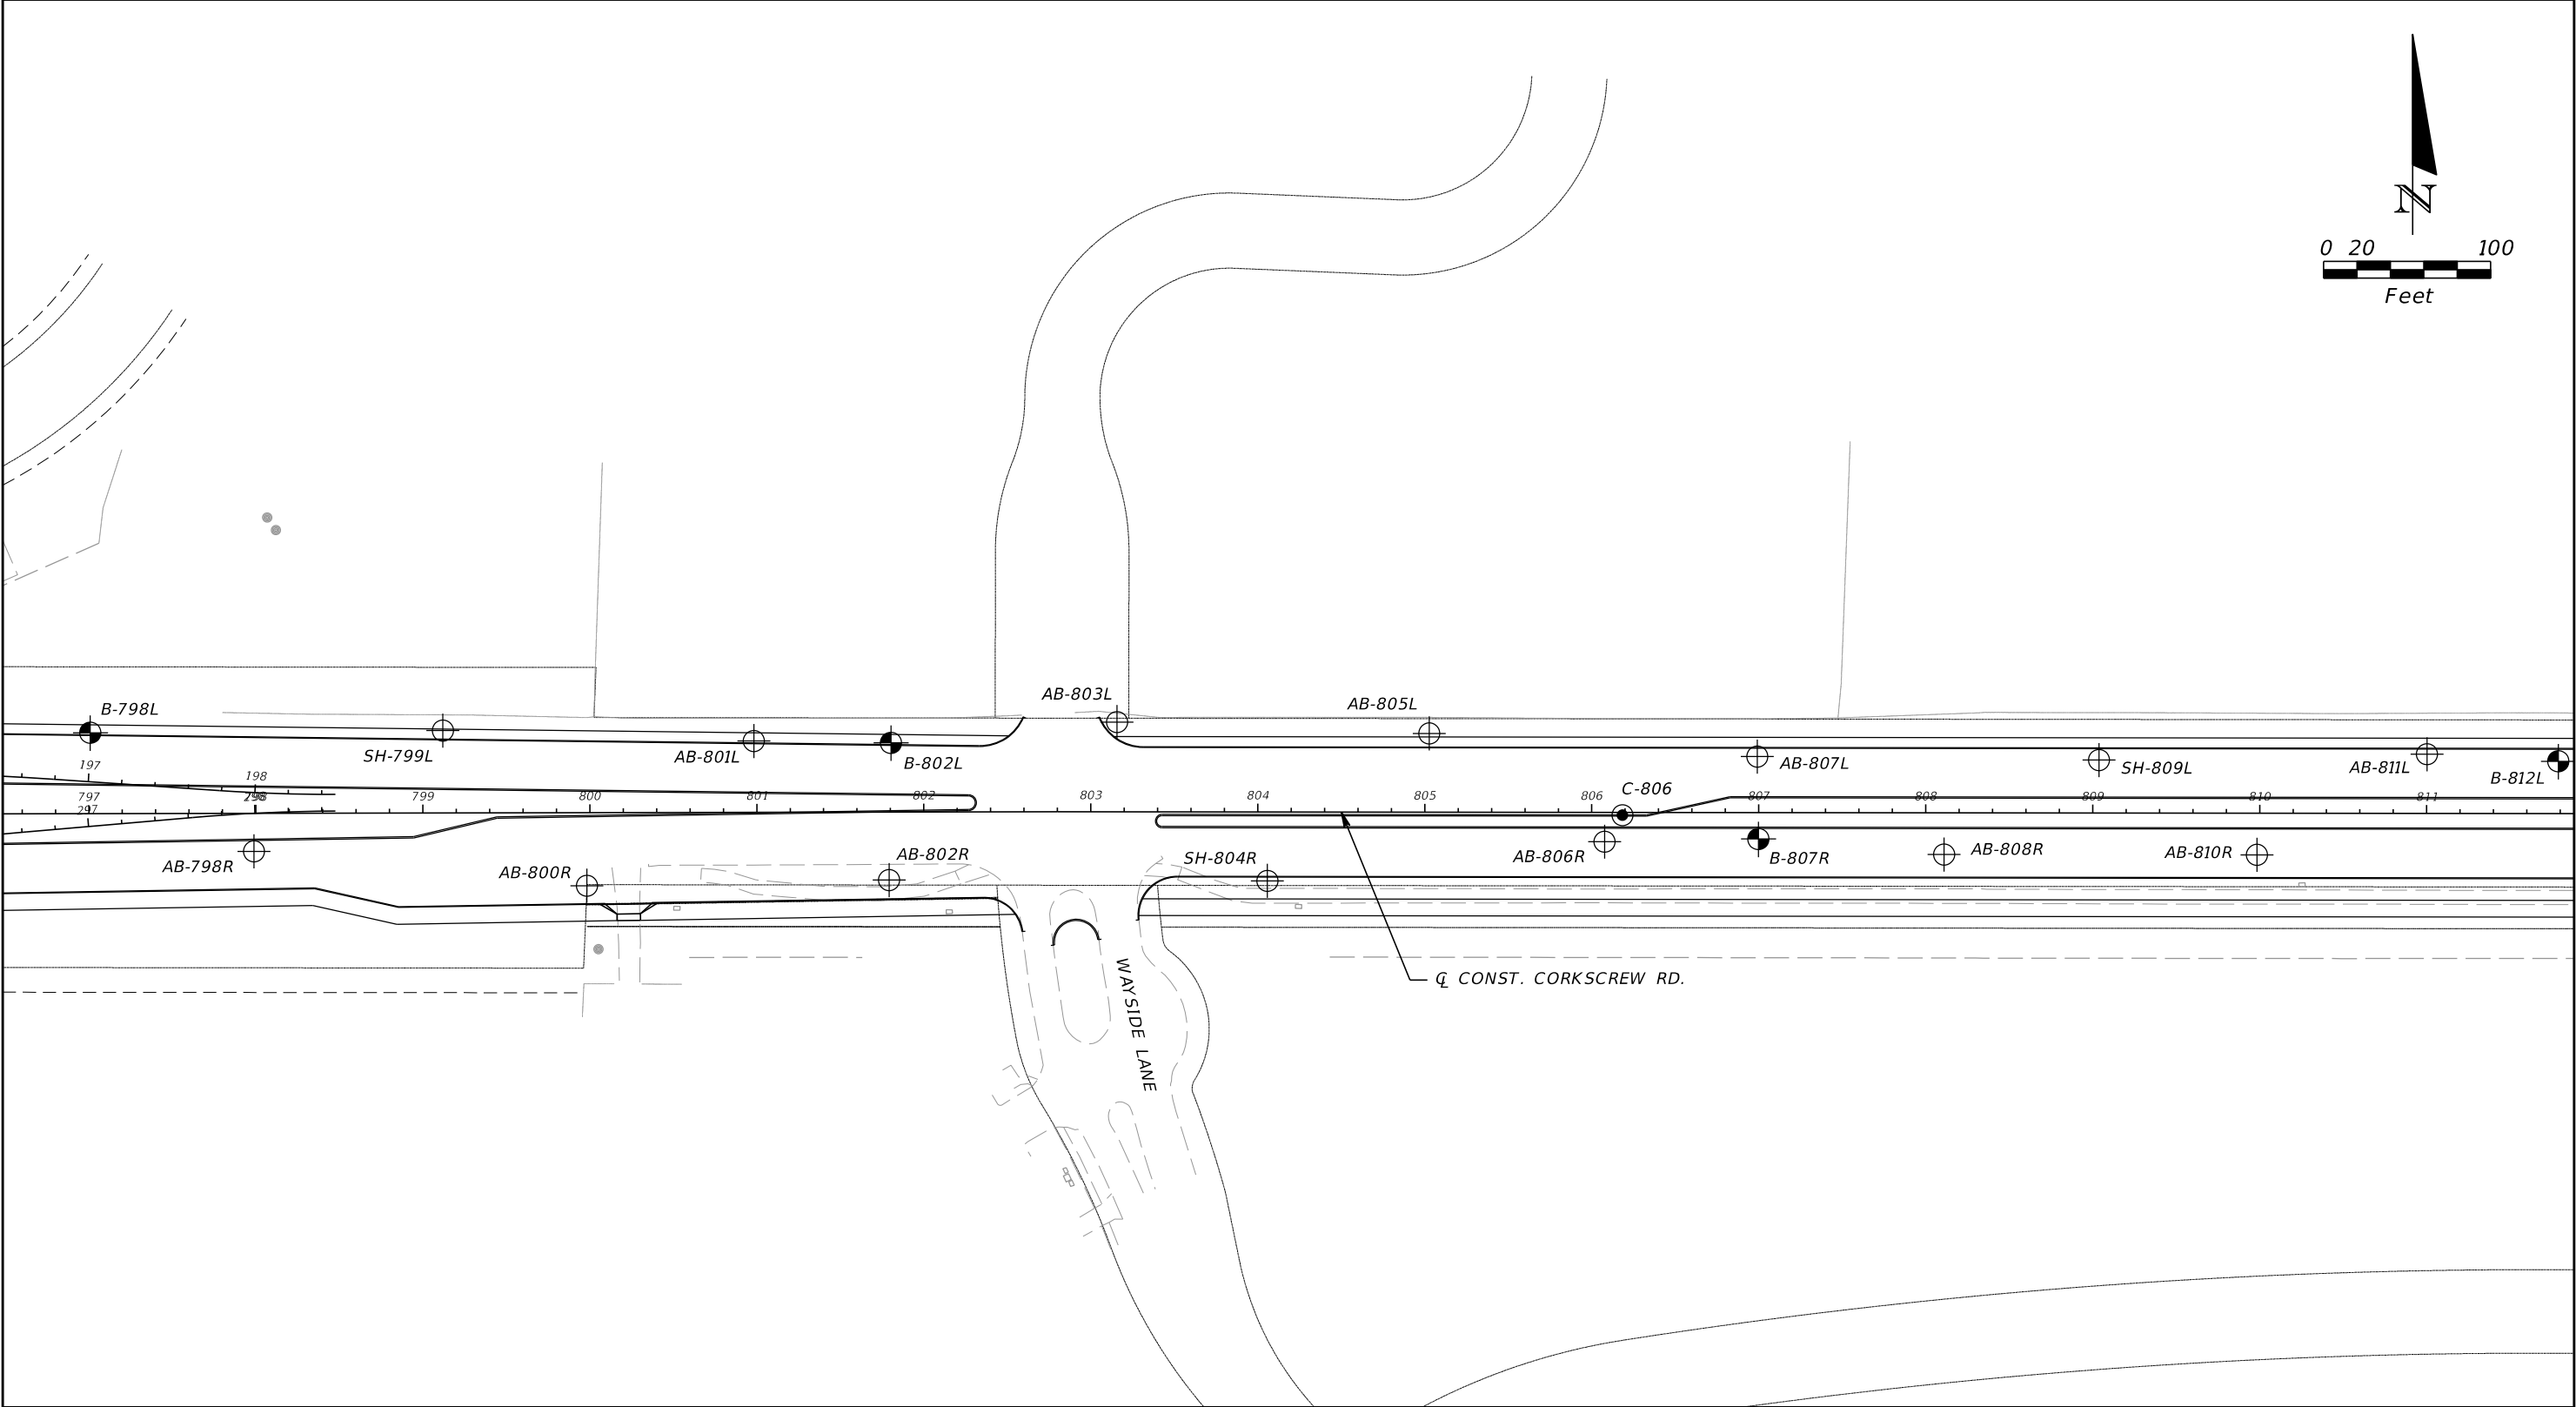 N
0 20 100
Feet
AB-803L
AB-805L
B-798L
SH-799L
AB-801L
B-802L
AB-807L
SH-809L
AB-811L
B-812L
197
198
797
297
298
799
800
801
802
803
804
805
806
807
808
809
810
811
C-806
AB-798R
AB-800R
AB-802R
SH-804R
AB-806R
B-807R
AB-808R
AB-810R
℄ CONST. CORKSCREW RD.
WAYSIDE LANE